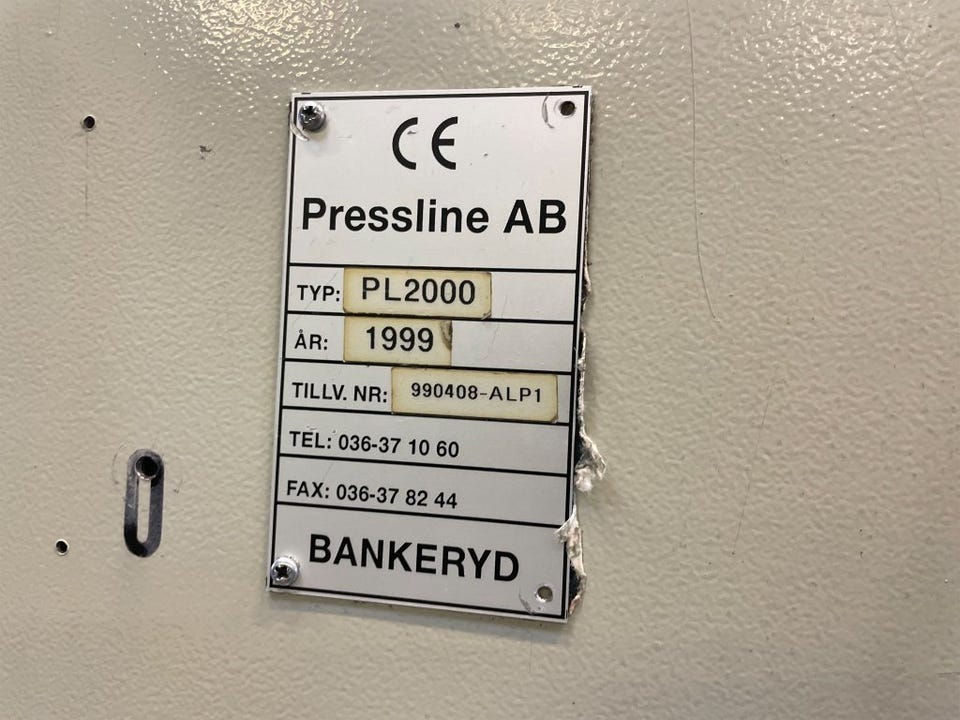 CE
Pressline AB
TYP: PL2000
ÅR: 1999
TILLV. NR: 990408-ALP1
TEL: 036-37 10 60
FAX: 036-37 82 44
BANKERYD